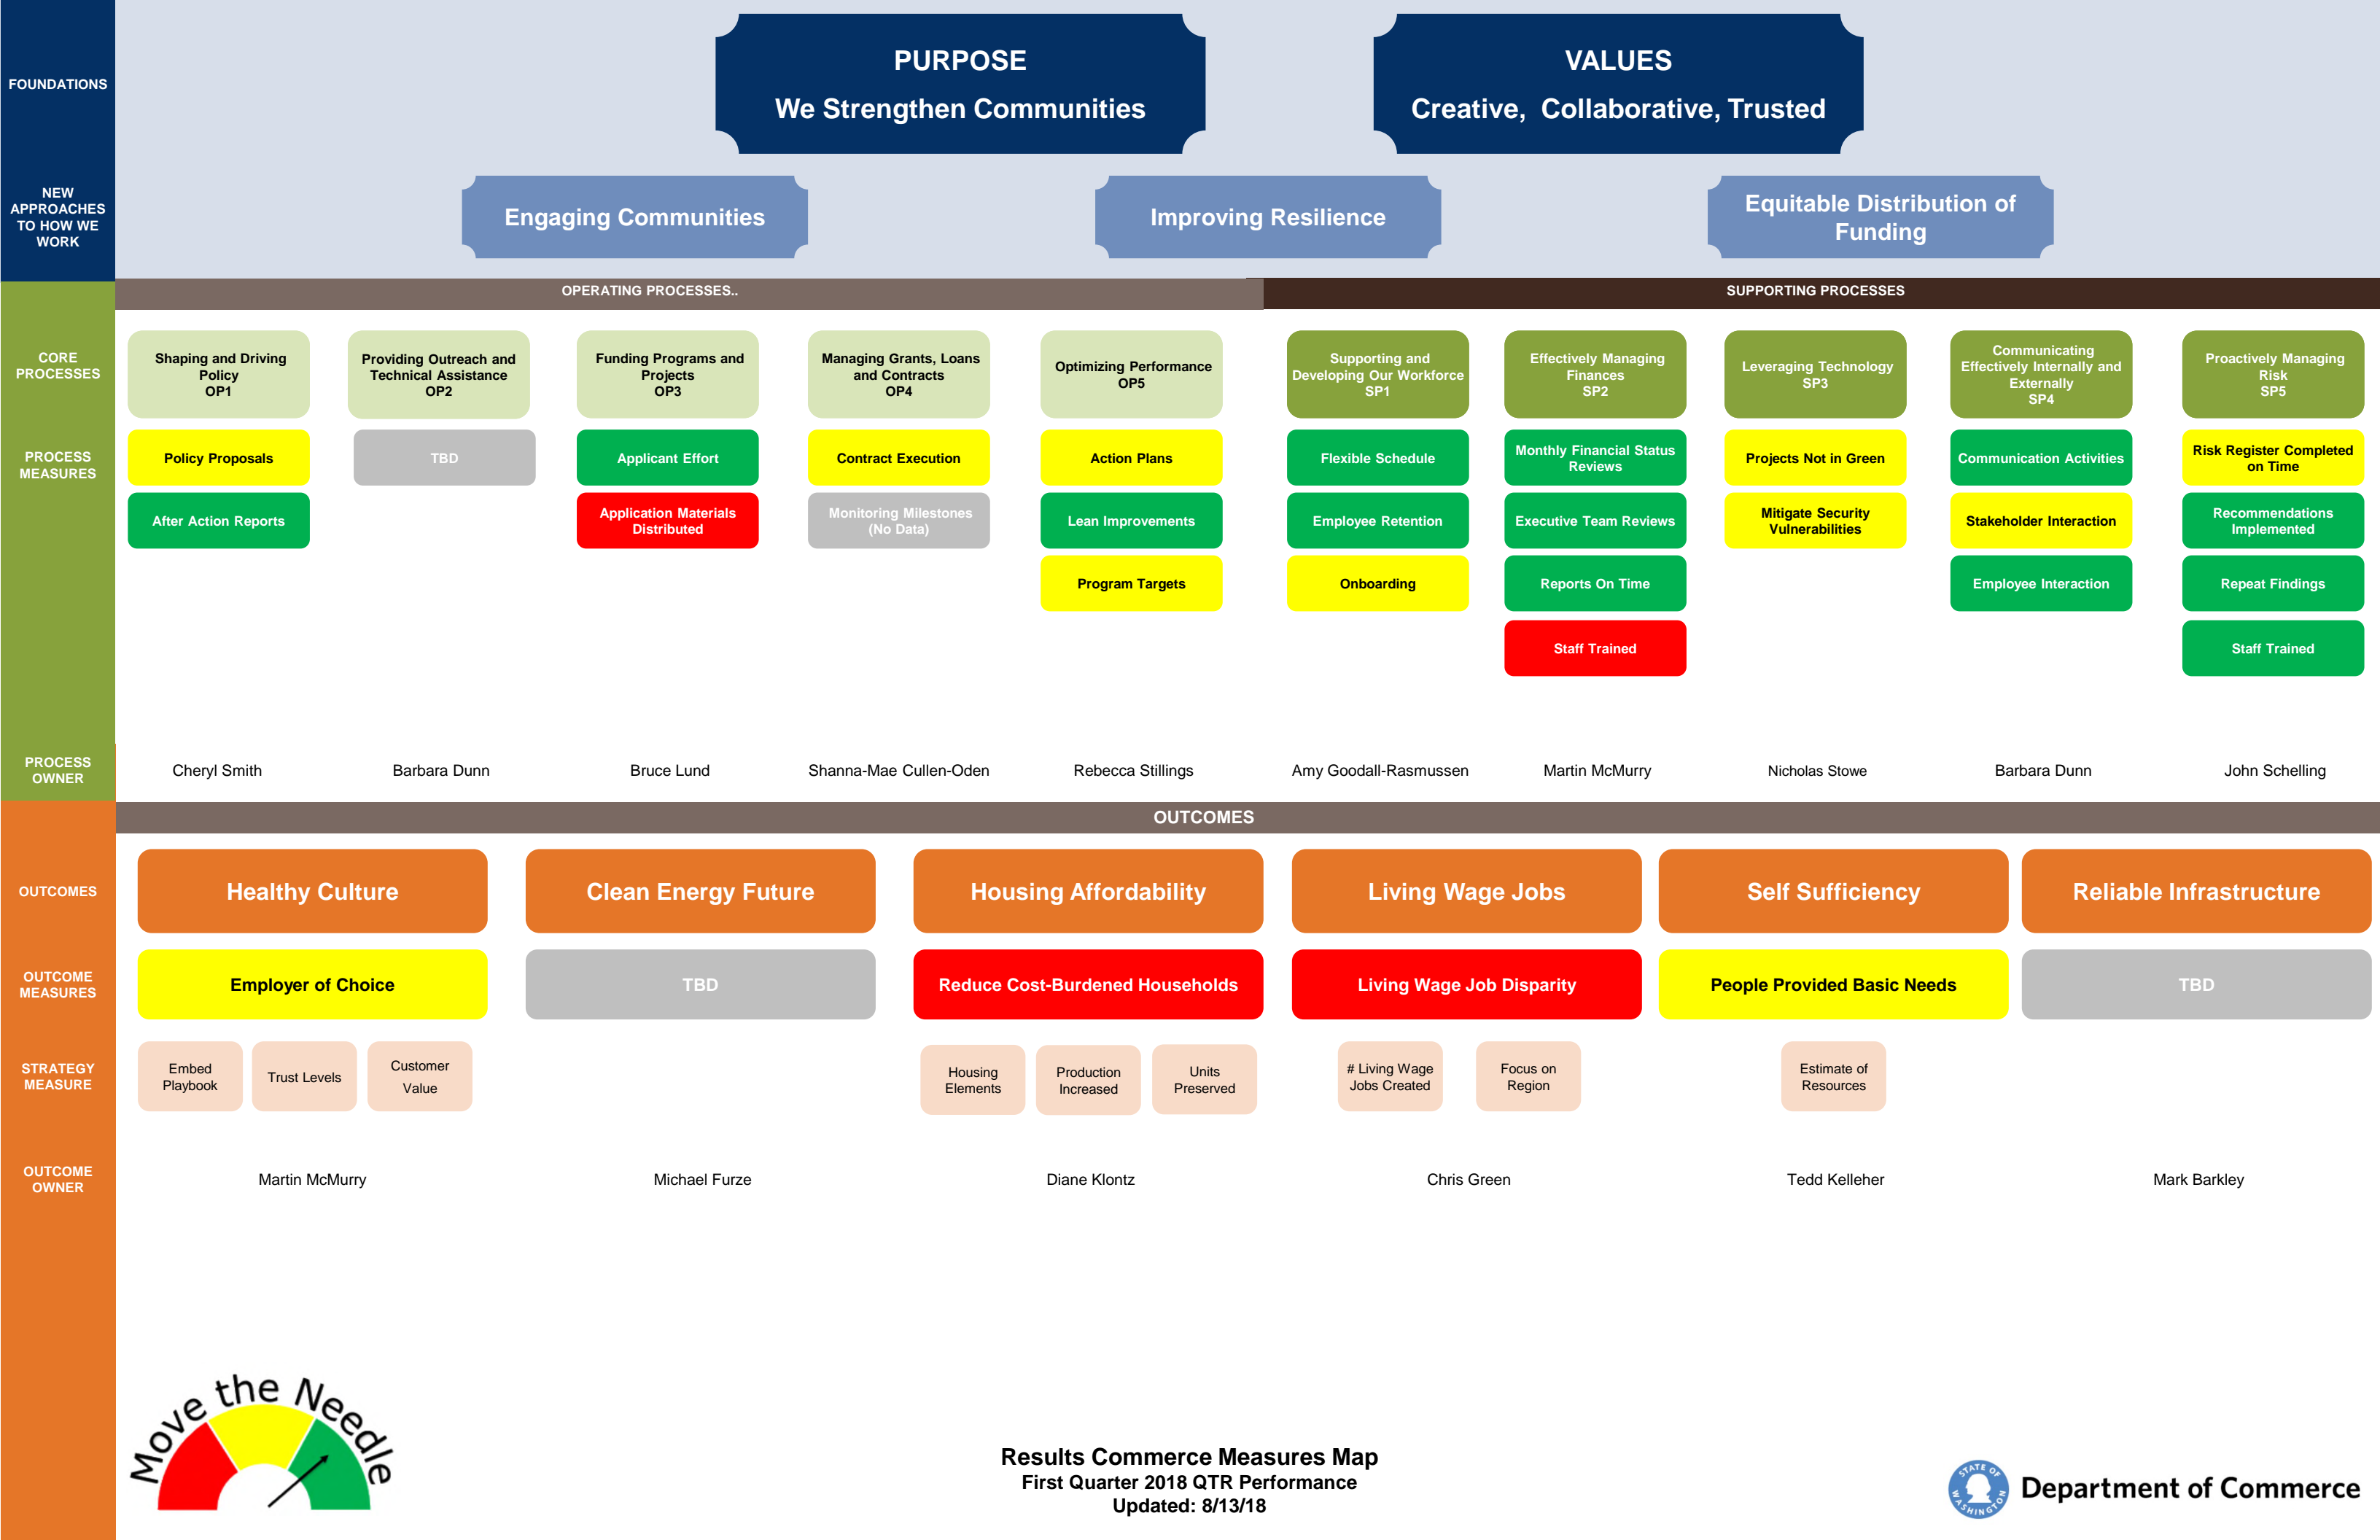 FOUNDATIONS
PURPOSE
We Strengthen Communities
VALUES
Creative,  Collaborative, Trusted
NEW
APPROACHES
TO HOW WE
WORK
Engaging Communities
Improving Resilience
Equitable Distribution of
Funding
OPERATING PROCESSES..
SUPPORTING PROCESSES
CORE
PROCESSES
Shaping and Driving
Policy
OP1
Providing Outreach and
Technical Assistance
OP2
Funding Programs and
Projects
OP3
Managing Grants, Loans
and Contracts
OP4
Optimizing Performance
OP5
Supporting and
Developing Our Workforce
SP1
Effectively Managing
Finances
SP2
Leveraging Technology
SP3
Communicating
Effectively Internally and
Externally
SP4
Proactively Managing
Risk
SP5
PROCESS
MEASURES
Policy Proposals
TBD
Applicant Effort
Contract Execution
Action Plans
Flexible Schedule
Monthly Financial Status
Reviews
Projects Not in Green
Communication Activities
Risk Register Completed
on Time
After Action Reports
Application Materials
Distributed
Monitoring Milestones
(No Data)
Lean Improvements
Employee Retention
Executive Team Reviews
Mitigate Security
Vulnerabilities
Stakeholder Interaction
Recommendations
Implemented
Program Targets
Onboarding
Reports On Time
Employee Interaction
Repeat Findings
Staff Trained
Staff Trained
PROCESS
OWNER
Cheryl Smith
Barbara Dunn
Bruce Lund
Shanna-Mae Cullen-Oden
Rebecca Stillings
Amy Goodall-Rasmussen
Martin McMurry
Nicholas Stowe
Barbara Dunn
John Schelling
OUTCOMES
OUTCOMES
Healthy Culture
Clean Energy Future
Housing Affordability
Living Wage Jobs
Self Sufficiency
Reliable Infrastructure
OUTCOME
MEASURES
Employer of Choice
TBD
Reduce Cost-Burdened Households
Living Wage Job Disparity
People Provided Basic Needs
TBD
STRATEGY
MEASURE
Embed
Playbook
Trust Levels
Customer
Value
Housing
Elements
Production
Increased
Units
Preserved
# Living Wage
Jobs Created
Focus on
Region
Estimate of
Resources
OUTCOME
OWNER
Martin McMurry
Michael Furze
Diane Klontz
Chris Green
Tedd Kelleher
Mark Barkley
Move the Needle
Results Commerce Measures Map
First Quarter 2018 QTR Performance
Updated: 8/13/18
STATE OF
WASHINGTON
Department of Commerce